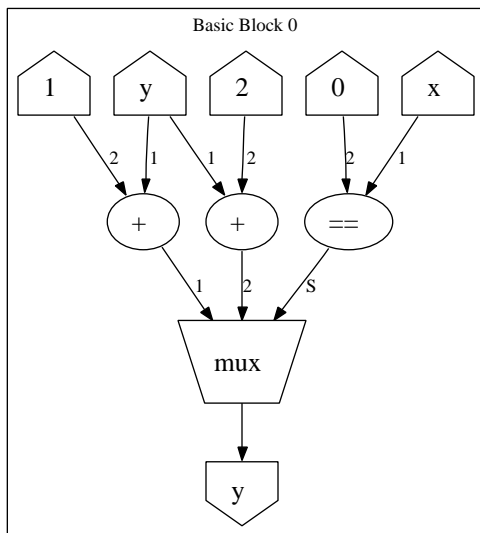 Basic Block 0
1 y 2 0 x
2 1 1 2 2 1
+ + ==
1 2 S
mux
y